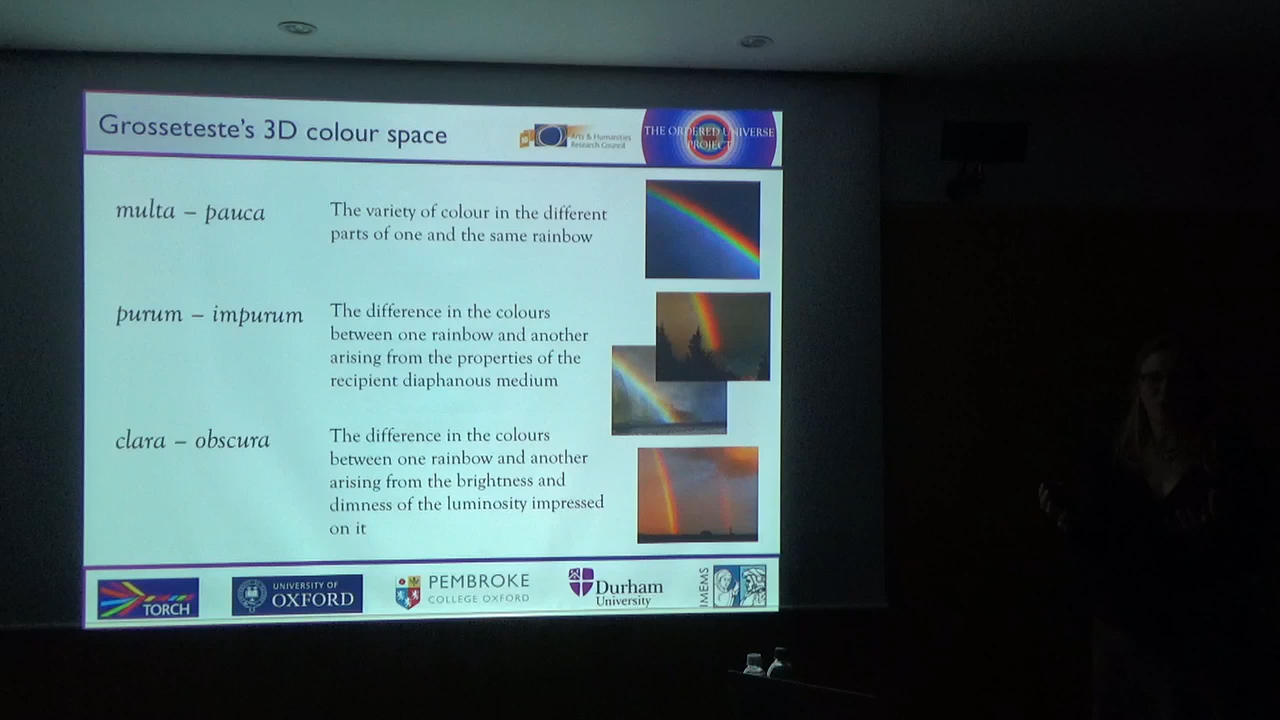 Grosseteste's 3D colour space
Arts & Humanities
Research Council
THE ORDERED UNIVERSE
PROJECT
multa – pauca
The variety of colour in the different
parts of one and the same rainbow
purum – impurum
The difference in the colours
between one rainbow and another
arising from the properties of the
recipient diaphanous medium
clara – obscura
The difference in the colours
between one rainbow and another
arising from the brightness and
dimness of the luminosity impressed
on it
TORCH
UNIVERSITY OF
OXFORD
PEMBROKE
COLLEGE OXFORD
Durham
University
IMEMS